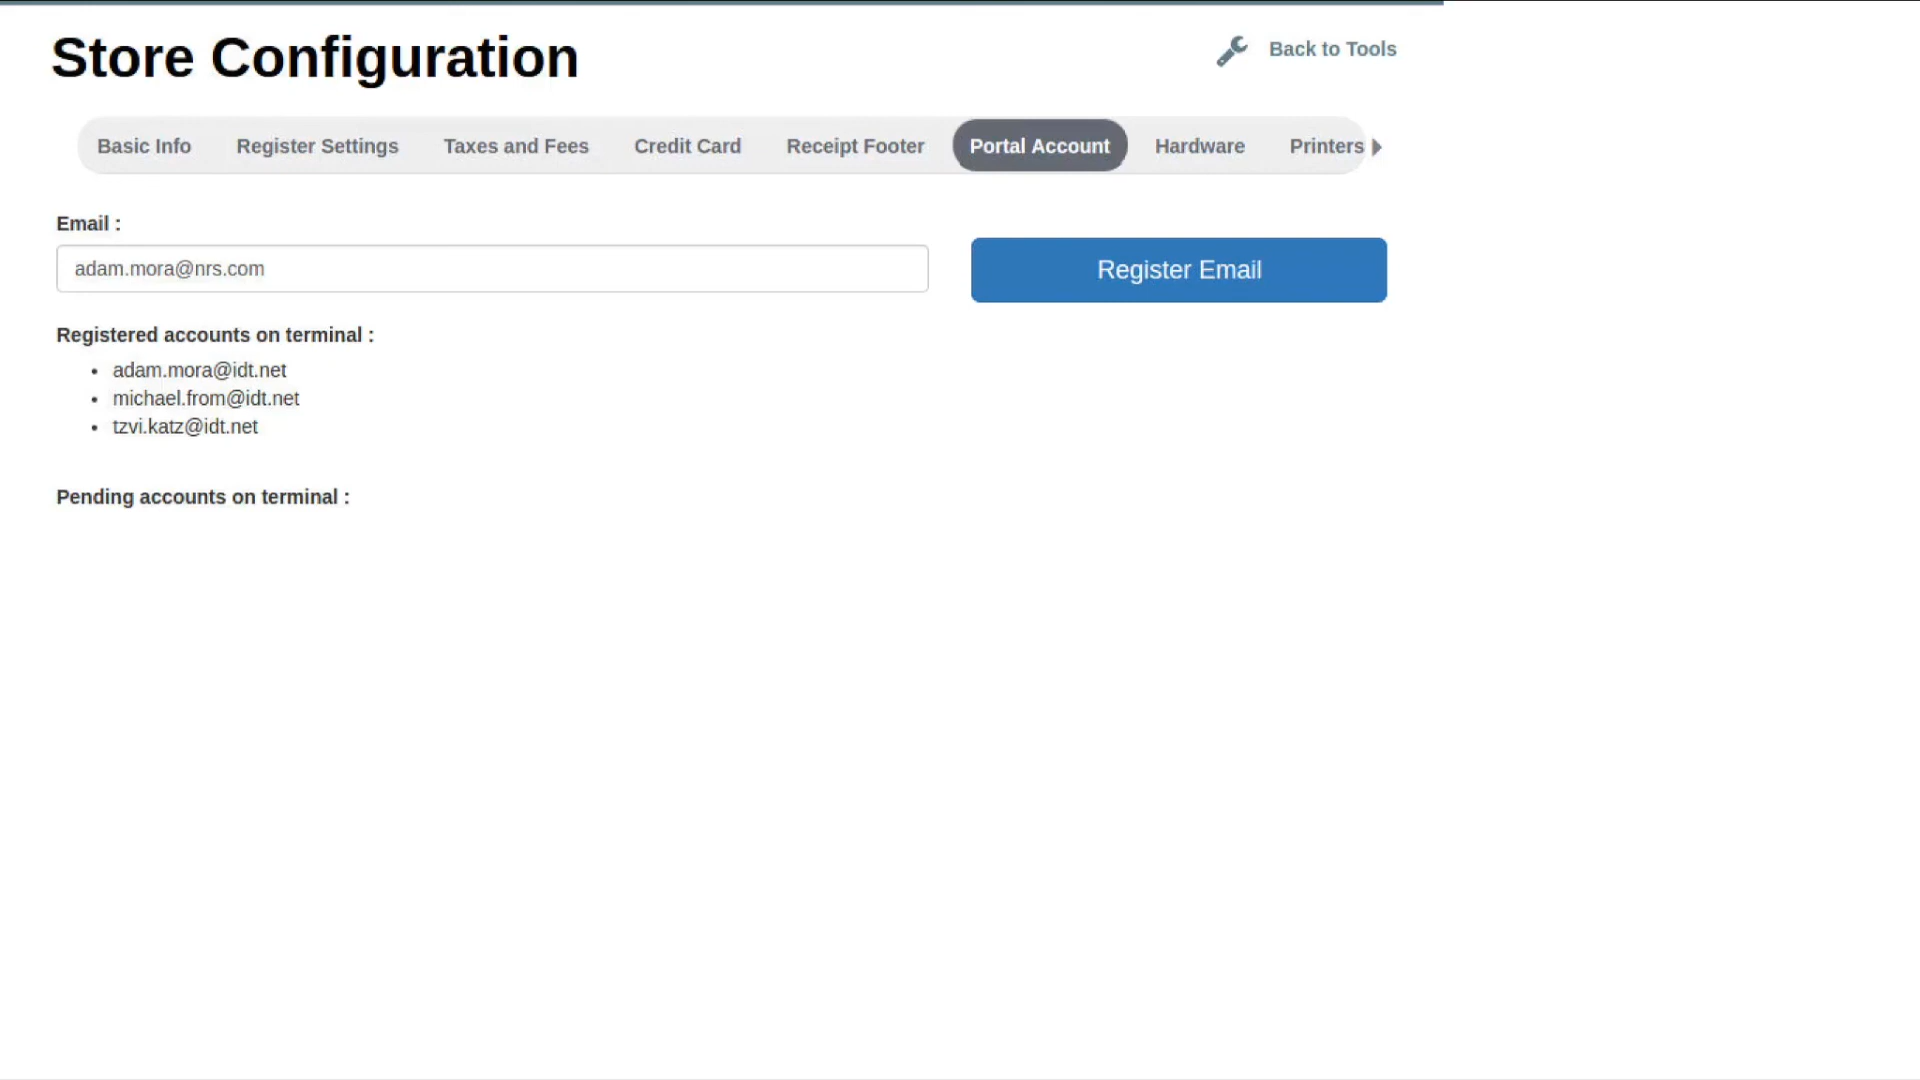 Store Configuration
Back to Tools
Basic Info Register Settings Taxes and Fees Credit Card Receipt Footer Portal Account Hardware Printers
Email :
adam.mora@nrs.com
Register Email
Registered accounts on terminal :
adam.mora@idt.net
michael.from@idt.net
tzvi.katz@idt.net
Pending accounts on terminal :